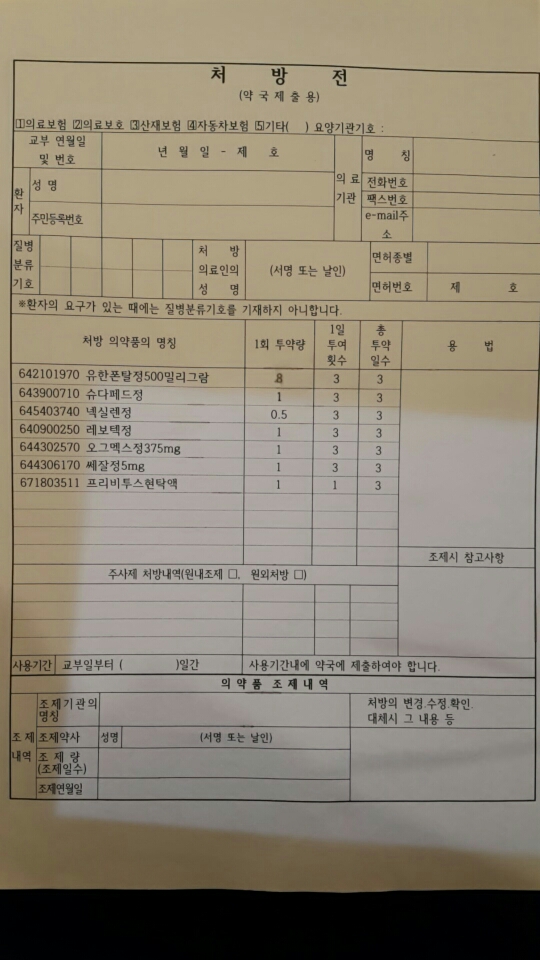 처 방 전
(약국제출용)
1의료보험 2의료보호 3산재보험 4자동차보험 5기타( ) 요양기관기호 :
교부 연월일 및 번호
년 월 일 - 제 호
의료기관
명 칭
전화번호
팩스번호
e-mail주소
환자
성 명
주민등록번호
질병분류기호
처 방 의료인의 성 명
(서명 또는 날인)
면허종별
면허번호
제 호
※환자의 요구가 있는 때에는 질병분류기호를 기재하지 아니합니다.
처방 의약품의 명칭
1회 투약량
1일 투여 횟수
총 투약 일수
용 법
642101970 유한폰탈정500밀리그람 3 3
643900710 슈다페드정 1 3 3
645403740 넥실렌정 0.5 3 3
640900250 레보텍정 1 3 3
644302570 오그멕스정375mg 1 3 3
644306170 쎄잘정5mg 1 3 3
671803511 프리비투스현탁액 1 1 3
조제시 참고사항
주사제 처방내역(원내조제 □, 원외처방 □)
사용기간 교부일부터 ( )일간 사용기간내에 약국에 제출하여야 합니다.
의약품 조재내역
조제내역
조제기관의 명칭
처방의 변경.수정.확인. 대체시 그 내용 등
조제약사 성명 (서명 또는 날인)
조 제 량 (조제일수)
조재연월일